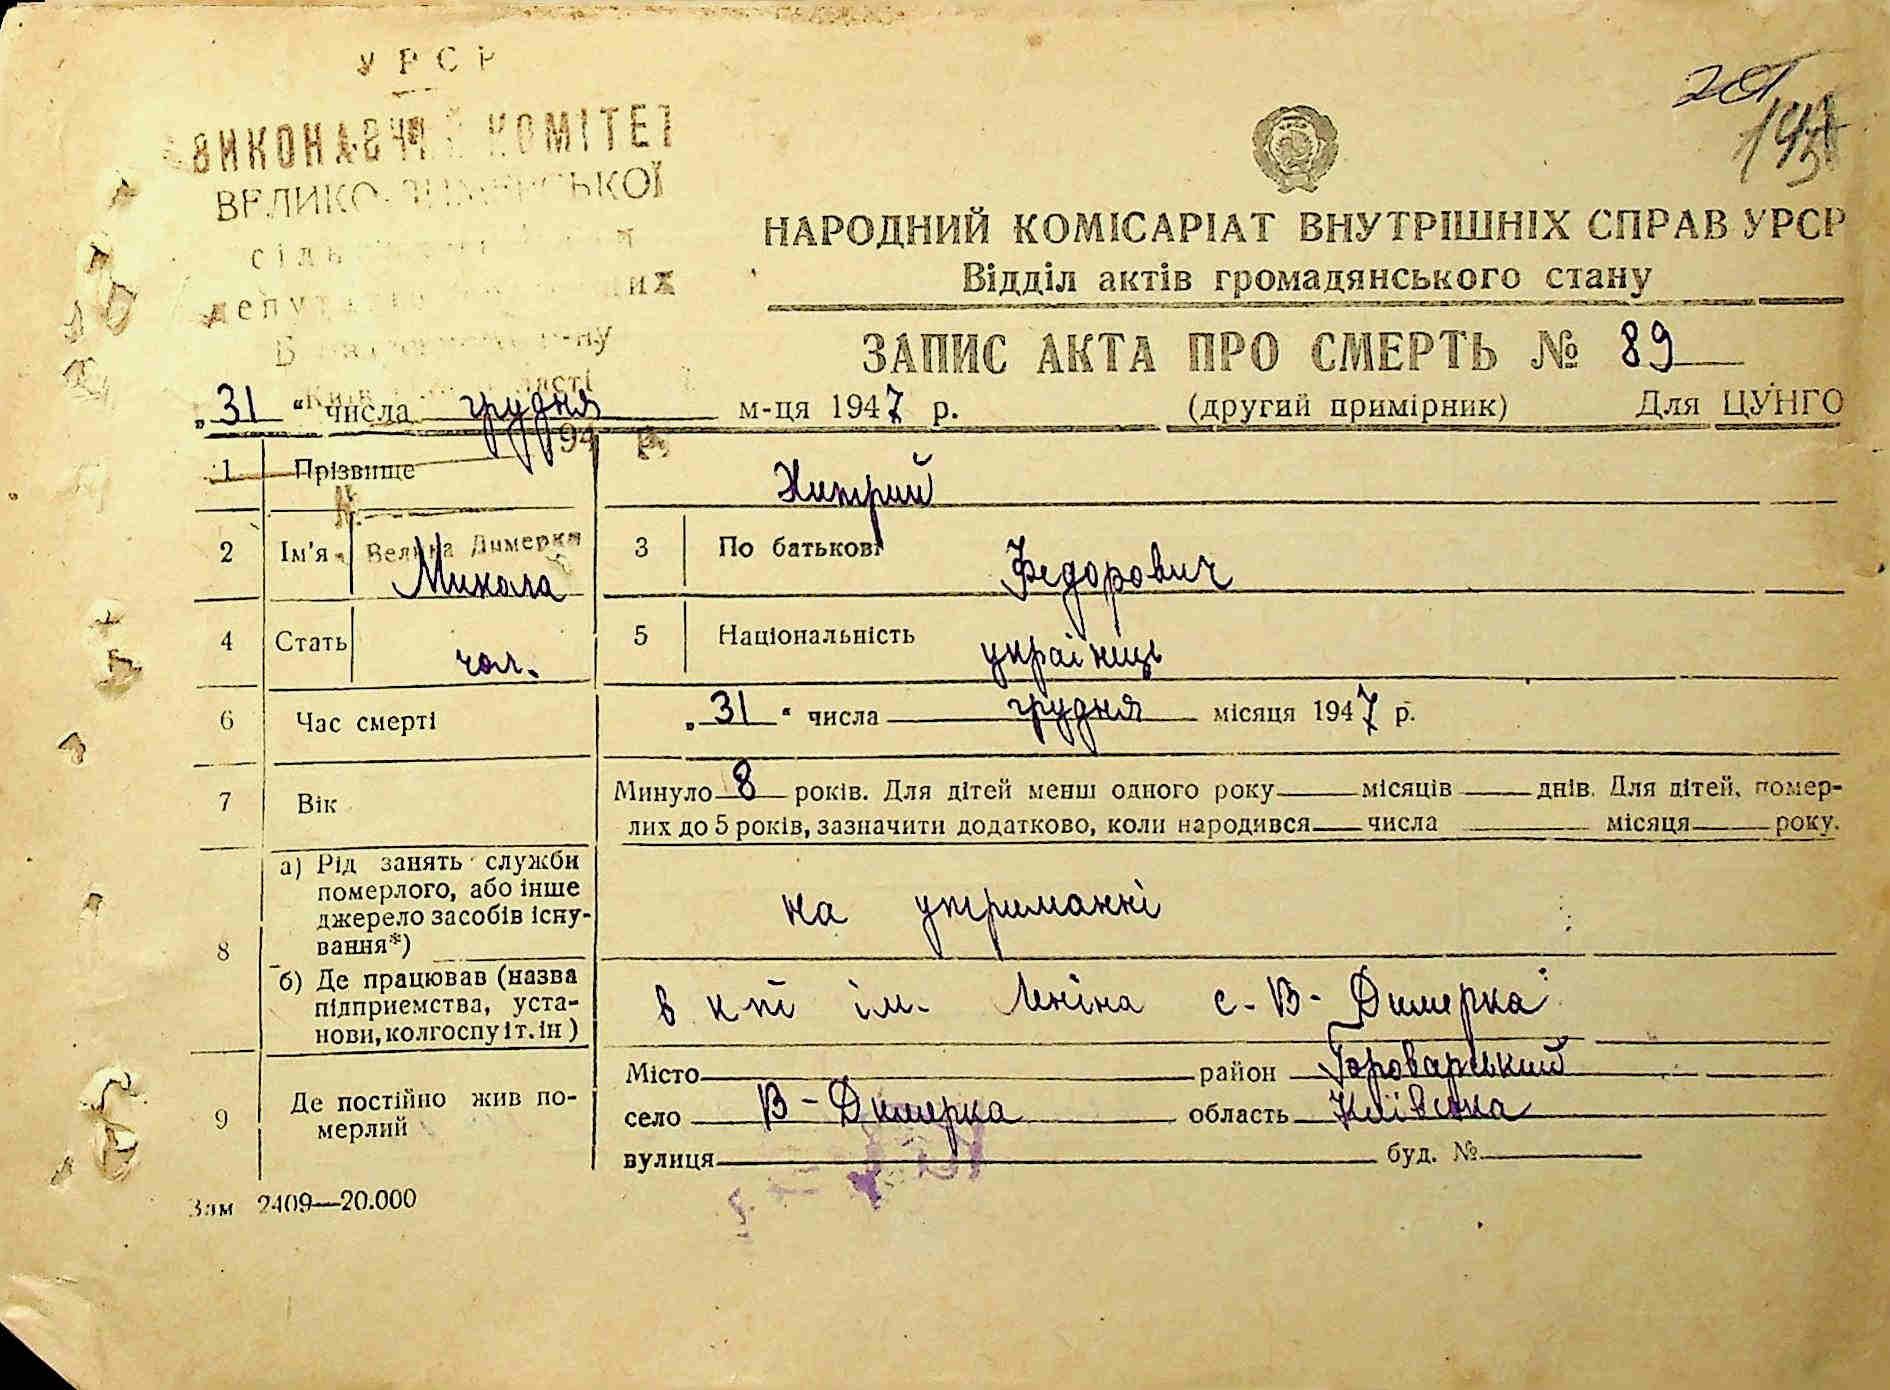 УРСР
ВИКОНАВЧИЙ КОМІТЕТ
ВЕЛИКО-ДИМЕРСЬКОЇ
НАРОДНИЙ КОМІСАРІАТ ВНУТРІШНІХ СПРАВ УРСР
Відділ актів громадянського стану
ЗАПИС АКТА ПРО СМЕРТЬ № 89
„31“ числа грудня м-ця 1947 р. (другий примірник) Для ЦУНГО
194 р.
1 Прізвище Хитрий
Велика Димерка
2 Ім'я Микола 3 По батькові Федорович
4 Стать чол. 5 Національність українець
6 Час смерті „31“ числа грудня місяця 1947 р.
7 Вік Минуло 8 років. Для дітей менш одного року місяців днів. Для дітей, помер-
лих до 5 років, зазначити додатково, коли народився числа місяця року.
8 а) Рід занять служби
померлого, або інше
джерело засобів існу-
вання*)
на утриманні
б) Де працював (назва
підприємства, уста-
нови, колгоспу і т. ін)
в к-пі ім. Леніна с-В-Димерка
9 Де постійно жив по-
мерлий
Місто район Броварський
село В-Димерка область Київська
вулиця буд. №
Зам 2409—20.000